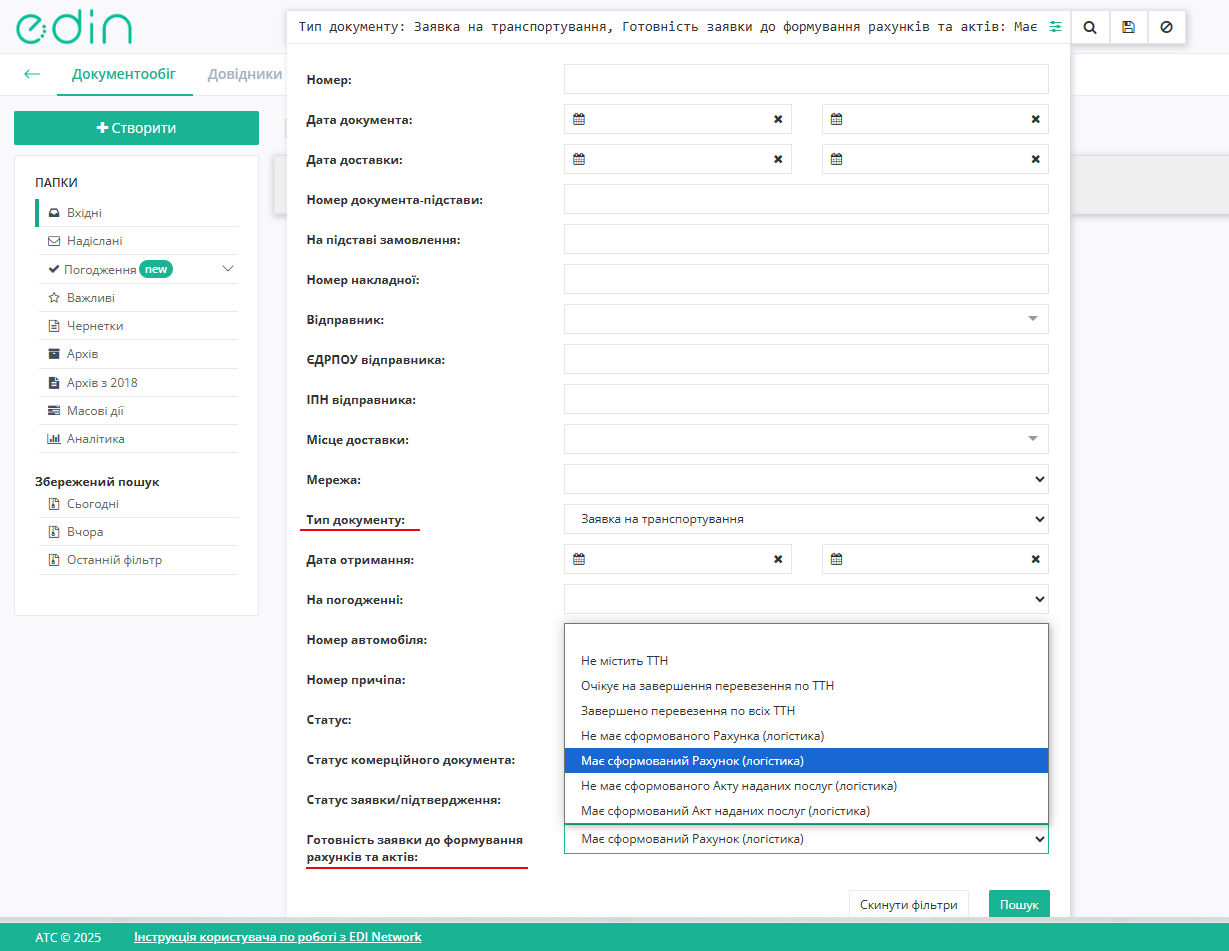 edin
Тип документу: Заявка на транспортування, Готовність заявки до формування рахунків та актів: Має
Документообіг
Довідники
Створити
ПАПКИ
Вхідні
Надіслані
Погодження new
Важливі
Чернетки
Архів
Архів з 2018
Масові дії
Аналітика
Збережений пошук
Сьогодні
Вчора
Останній фільтр
Номер:
Дата документа:
Дата доставки:
Номер документа-підстави:
На підставі замовлення:
Номер накладної:
Відправник:
ЄДРПОУ відправника:
ІПН відправника:
Місце доставки:
Мережа:
Тип документу:
Заявка на транспортування
Дата отримання:
На погодженні:
Номер автомобіля:
Номер причіпа:
Статус:
Статус комерційного документа:
Статус заявки/підтвердження:
Не містить ТТН
Очікує на завершення перевезення по ТТН
Завершено перевезення по всіх ТТН
Не має сформованого Рахунка (логістика)
Має сформований Рахунок (логістика)
Не має сформованого Акту наданих послуг (логістика)
Має сформований Акт наданих послуг (логістика)
Готовність заявки до формування
рахунків та актів:
Має сформований Рахунок (логістика)
Скинути фільтри
Пошук
АТС © 2025
Інструкція користувача по роботі з EDI Network